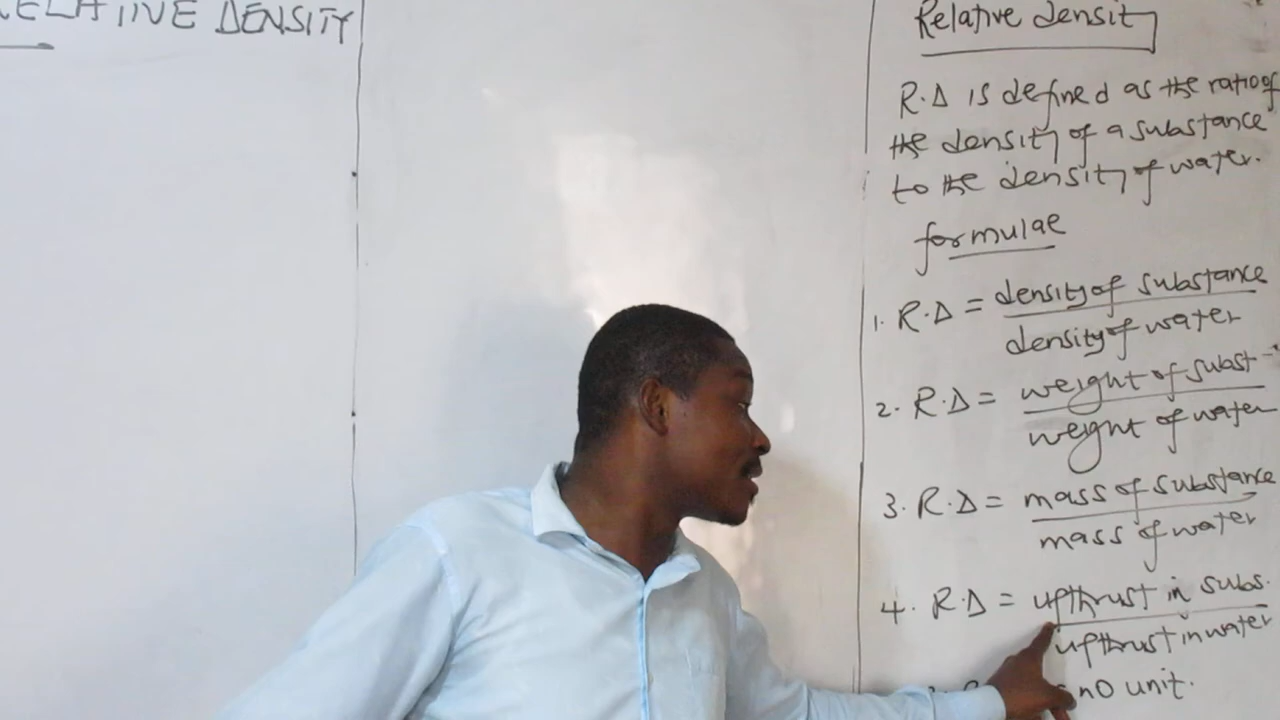 RELATIVE DENSITY
Relative density
R.D is defined as the ratio of
the density of a substance
to the density of water.
formulae
1. R.D = density of substance
density of water
2. R.D = weight of subst
weight of water
3. R.D = mass of substance
mass of water
4. R.D = upthrust in subs.
upthrust in water
no unit.